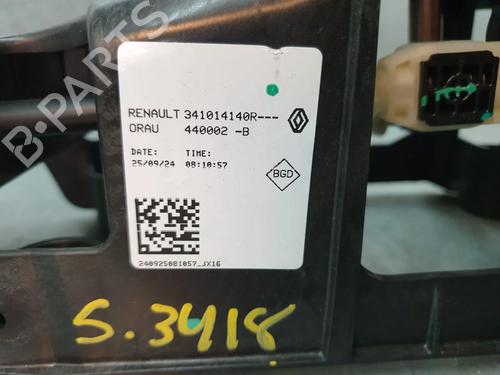 RENAULT 341014140R---
ORAU 440002 -B
DATE: TIME:
25/09/24 08:10:57
BGD
240925081057_JX16
S.3418
B-PARTS